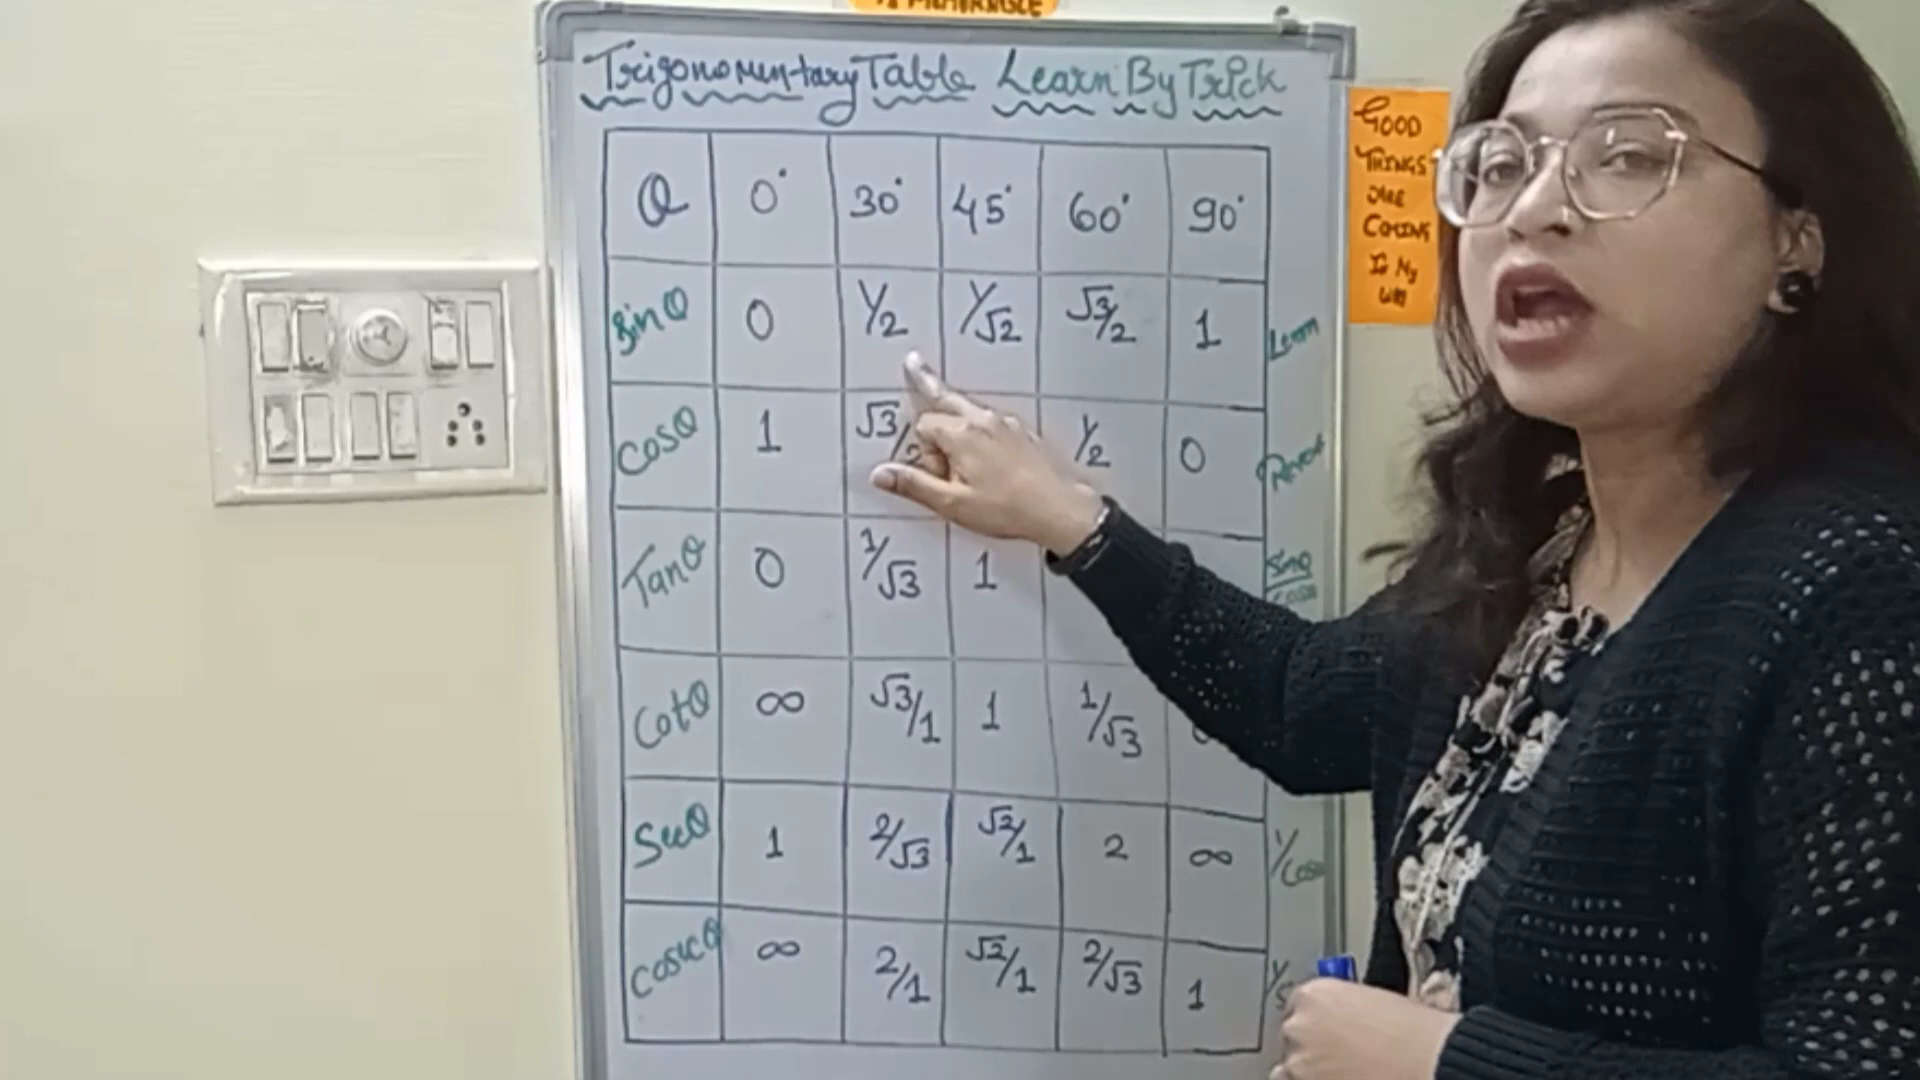 Trigonomentary Table Learn By Trick
GOOD
THINGS
ARE
COMING
In My
θ 0° 30° 45° 60° 90°
Sinθ 0 1/2 1/√2 √3/2 1 Learn
Cosθ 1 √3/2 1/2 0
Tanθ 0 1/√3 1 Sinθ
Cotθ ∞ √3/1 1 1/√3
Secθ 1 2/√3 √2/1 2 ∞ 1/Cosθ
Cosecθ ∞ 2/1 √2/1 2/√3 1